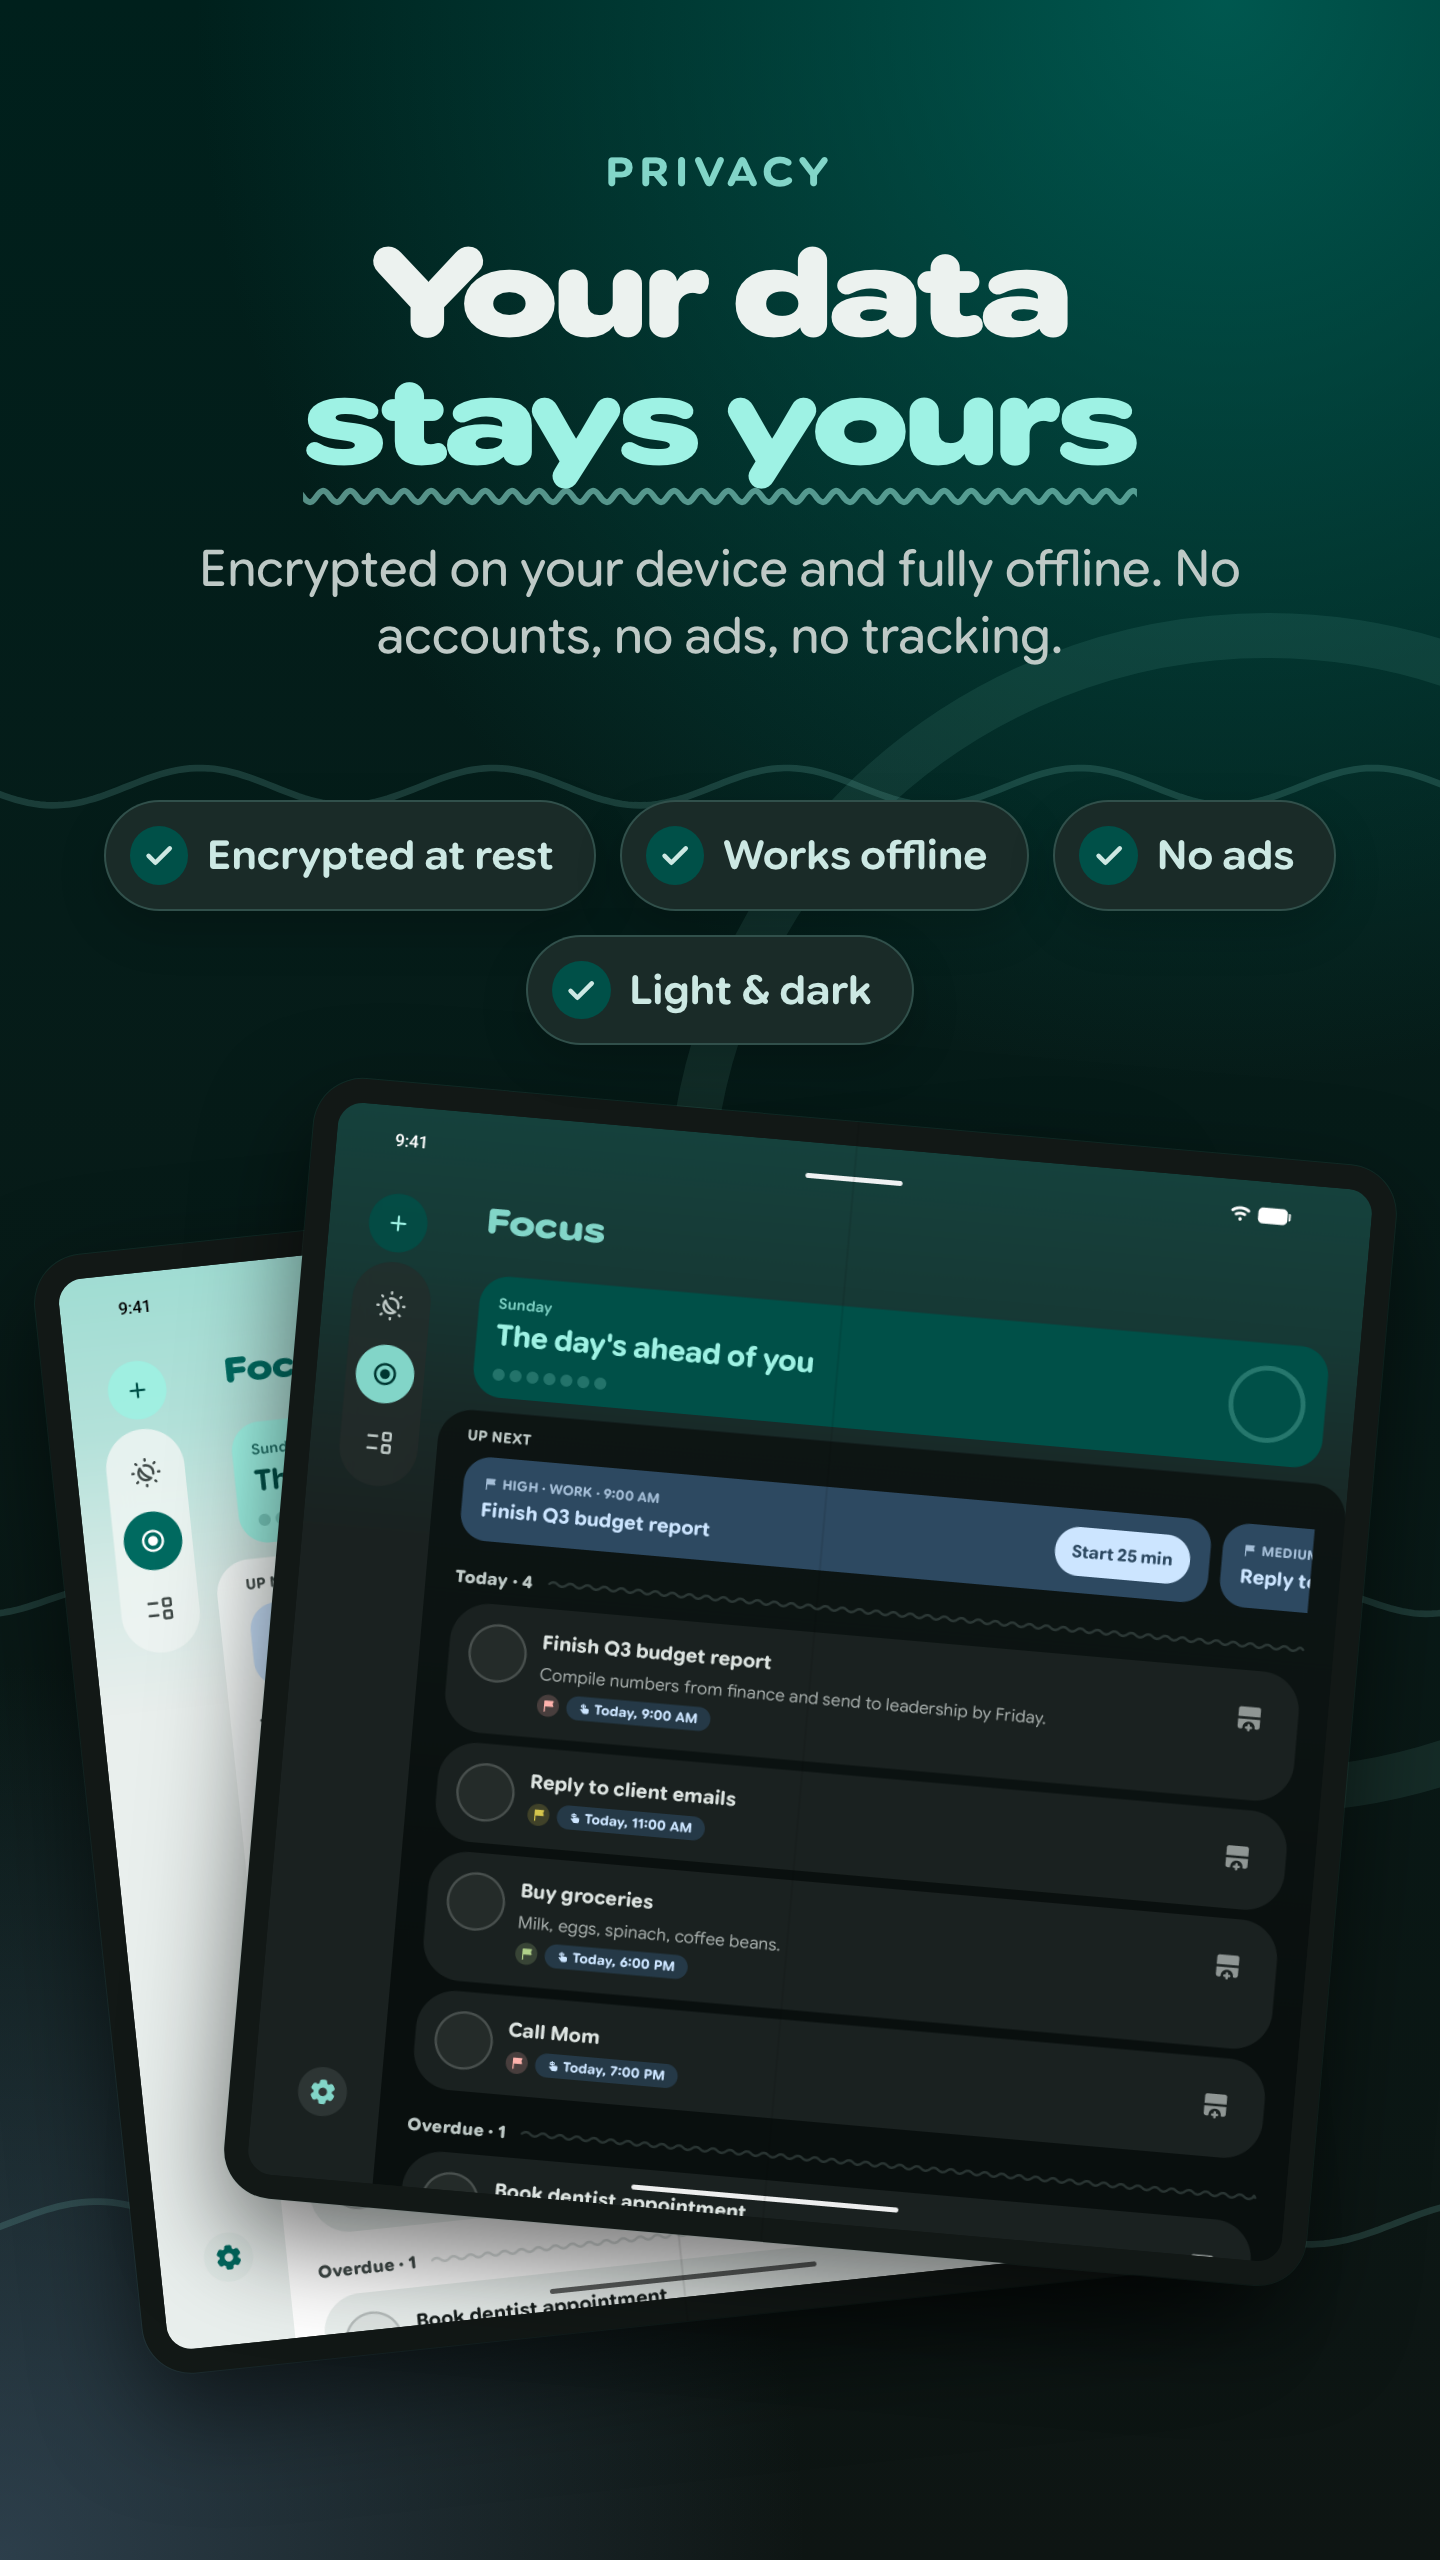 PRIVACY
Your data
stays yours
Encrypted on your device and fully offline. No
accounts, no ads, no tracking.
Encrypted at rest
Works offline
No ads
Light & dark
9:41
Focus
Sunday
The day's ahead of you
UP NEXT
HIGH · WORK · 9:00 AM
Finish Q3 budget report
Start 25 min
MEDIUM
Reply to
Today · 4
Finish Q3 budget report
Compile numbers from finance and send to leadership by Friday.
Today, 9:00 AM
Reply to client emails
Today, 11:00 AM
Buy groceries
Milk, eggs, spinach, coffee beans.
Today, 6:00 PM
Call Mom
Today, 7:00 PM
Overdue · 1
Book dentist appointment
9:41
Foc
Sund
Th
UP
Overdue · 1
Book dentist appointment